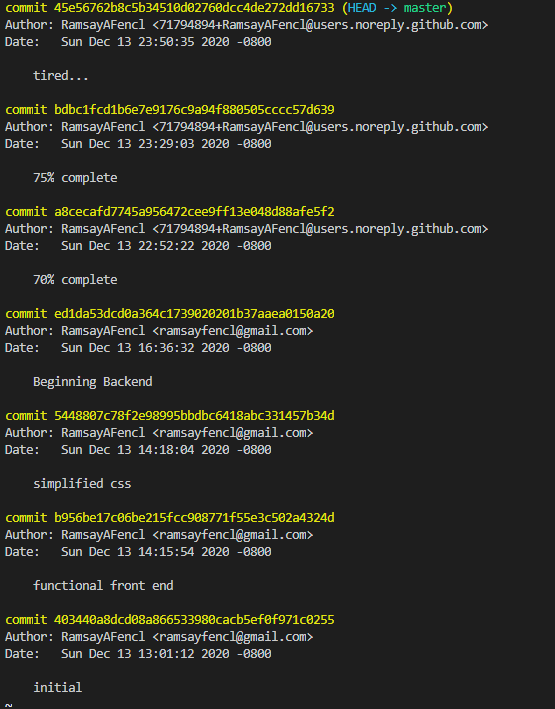 commit 45e56762b8c5b34510d02760dcc4de272dd16733 (HEAD -> master)
Author: RamsayAFencl <71794894+RamsayAFencl@users.noreply.github.com>
Date:   Sun Dec 13 23:50:35 2020 -0800
tired...
commit bdbc1fcd1b6e7e9176c9a94f880505cccc57d639
Author: RamsayAFencl <71794894+RamsayAFencl@users.noreply.github.com>
Date:   Sun Dec 13 23:29:03 2020 -0800
75% complete
commit a8cecafd7745a956472cee9ff13e048d88afe5f2
Author: RamsayAFencl <71794894+RamsayAFencl@users.noreply.github.com>
Date:   Sun Dec 13 22:52:22 2020 -0800
70% complete
commit ed1da53dcd0a364c1739020201b37aaea0150a20
Author: RamsayAFencl <ramsayfencl@gmail.com>
Date:   Sun Dec 13 16:36:32 2020 -0800
Beginning Backend
commit 5448807c78f2e98995bbdbc6418abc331457b34d
Author: RamsayAFencl <ramsayfencl@gmail.com>
Date:   Sun Dec 13 14:18:04 2020 -0800
simplified css
commit b956be17c06be215fcc908771f55e3c502a4324d
Author: RamsayAFencl <ramsayfencl@gmail.com>
Date:   Sun Dec 13 14:15:54 2020 -0800
functional front end
commit 403440a8dcd08a866533980cacb5ef0f971c0255
Author: RamsayAFencl <ramsayfencl@gmail.com>
Date:   Sun Dec 13 13:01:12 2020 -0800
initial
~